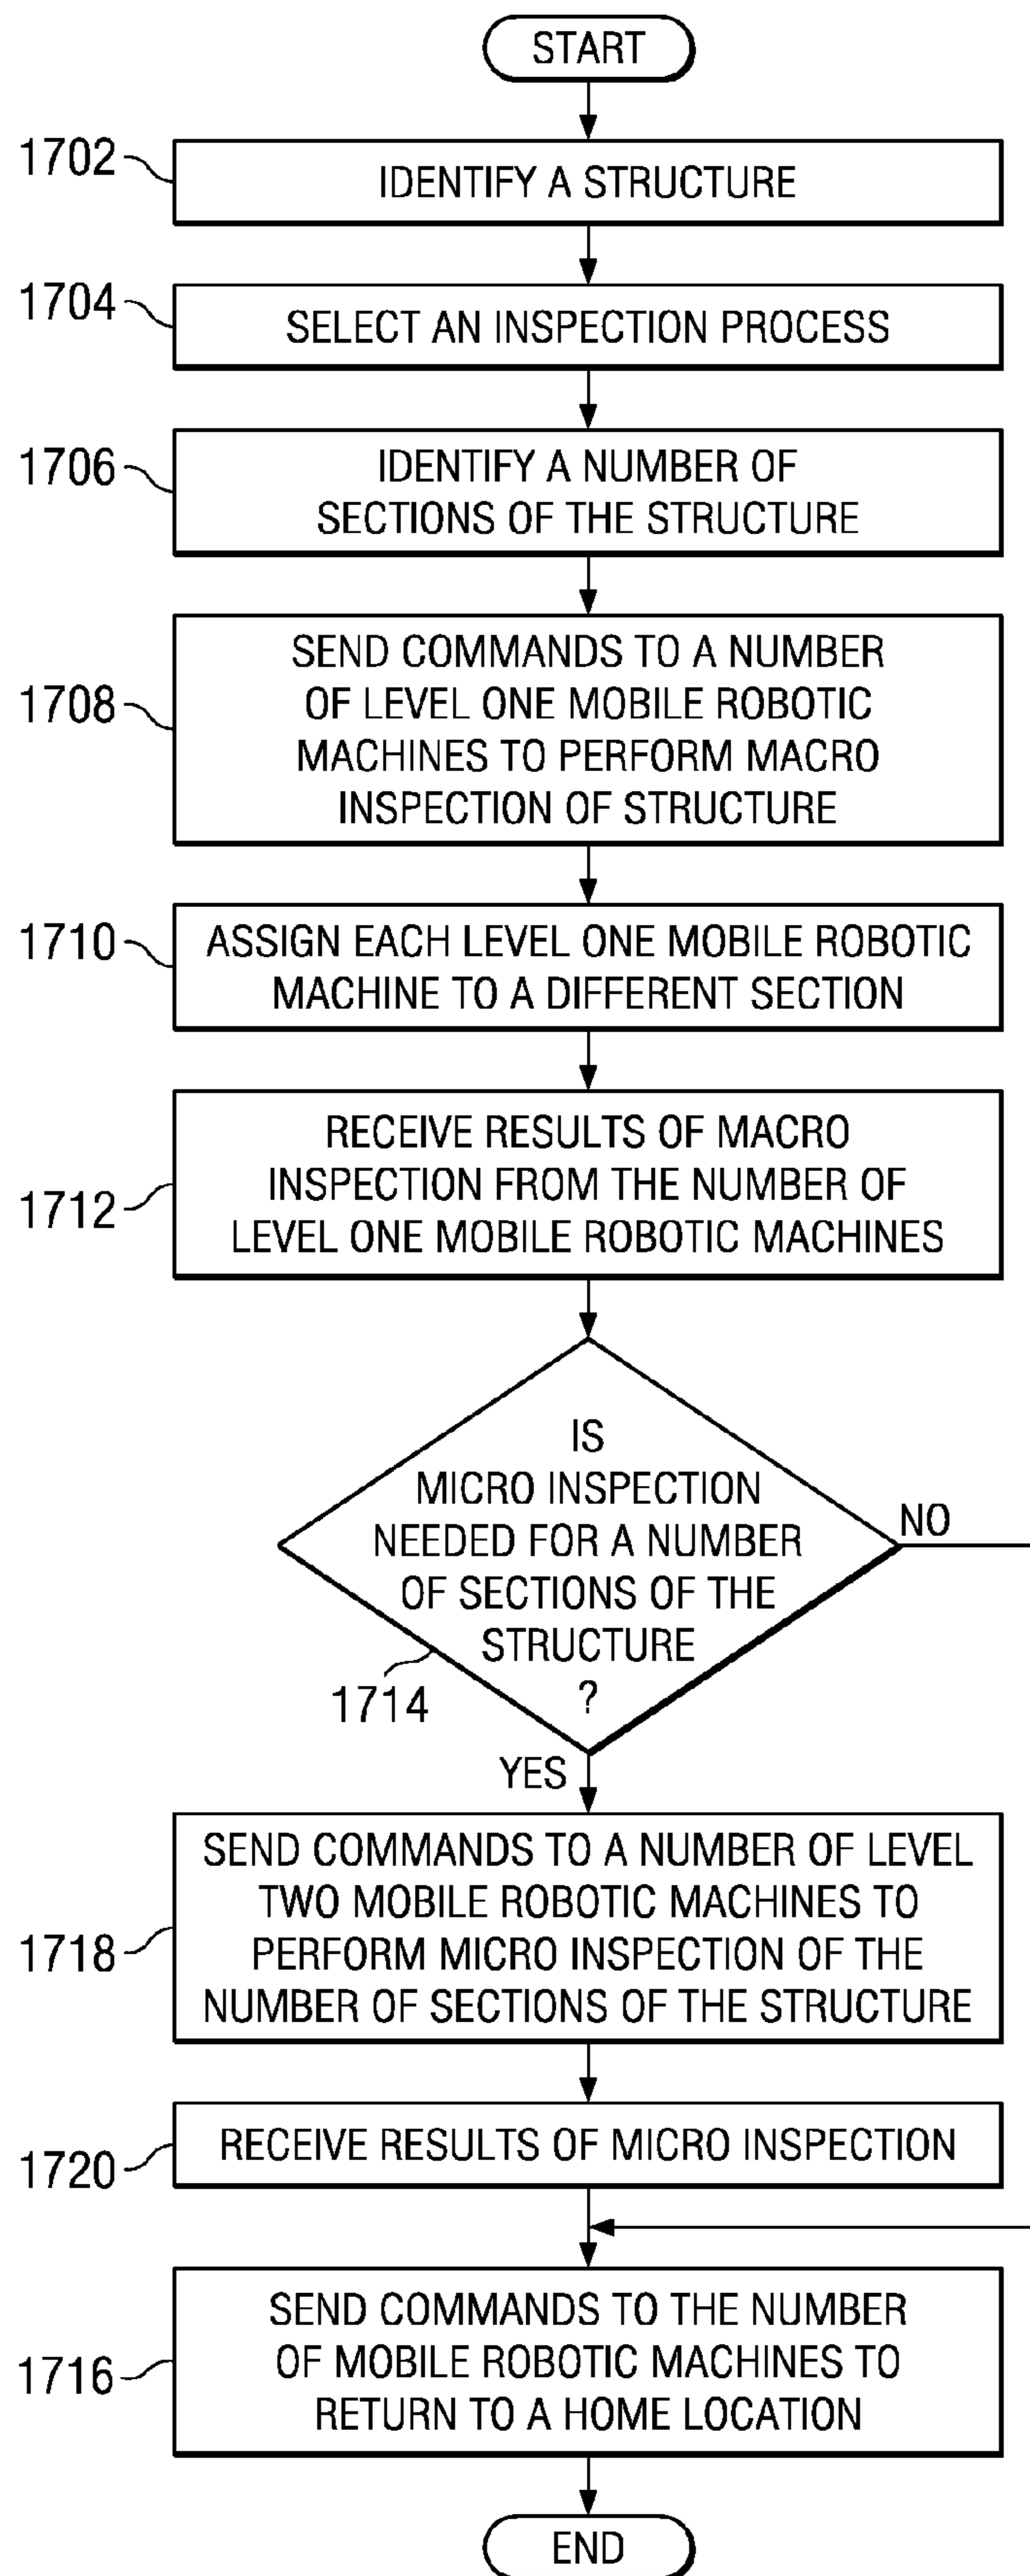 START
1702
IDENTIFY A STRUCTURE
1704
SELECT AN INSPECTION PROCESS
1706
IDENTIFY A NUMBER OF
SECTIONS OF THE STRUCTURE
1708
SEND COMMANDS TO A NUMBER
OF LEVEL ONE MOBILE ROBOTIC
MACHINES TO PERFORM MACRO
INSPECTION OF STRUCTURE
1710
ASSIGN EACH LEVEL ONE MOBILE ROBOTIC
MACHINE TO A DIFFERENT SECTION
1712
RECEIVE RESULTS OF MACRO
INSPECTION FROM THE NUMBER OF
LEVEL ONE MOBILE ROBOTIC MACHINES
IS
MICRO INSPECTION
NEEDED FOR A NUMBER
OF SECTIONS OF THE
STRUCTURE
?
NO
1714
YES
1718
SEND COMMANDS TO A NUMBER OF LEVEL
TWO MOBILE ROBOTIC MACHINES TO
PERFORM MICRO INSPECTION OF THE
NUMBER OF SECTIONS OF THE STRUCTURE
1720
RECEIVE RESULTS OF MICRO INSPECTION
1716
SEND COMMANDS TO THE NUMBER
OF MOBILE ROBOTIC MACHINES TO
RETURN TO A HOME LOCATION
END